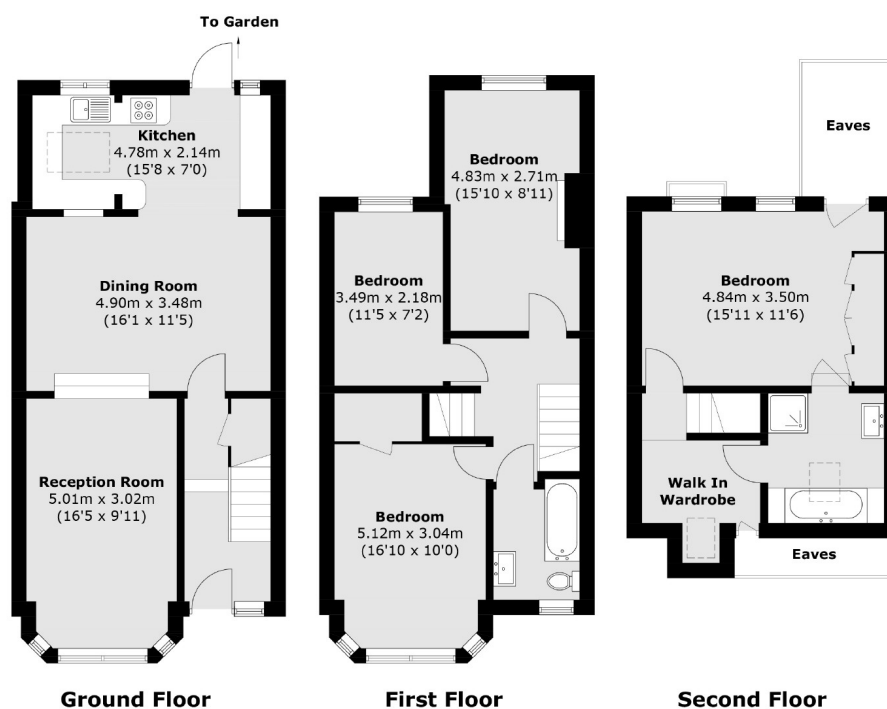 To Garden
Kitchen
4.78m x 2.14m
(15'8 x 7'0)
Dining Room
4.90m x 3.48m
(16'1 x 11'5)
Reception Room
5.01m x 3.02m
(16'5 x 9'11)
Ground Floor
Bedroom
4.83m x 2.71m
(15'10 x 8'11)
Bedroom
3.49m x 2.18m
(11'5 x 7'2)
Bedroom
5.12m x 3.04m
(16'10 x 10'0)
First Floor
Eaves
Bedroom
4.84m x 3.50m
(15'11 x 11'6)
Walk In
Wardrobe
Eaves
Second Floor